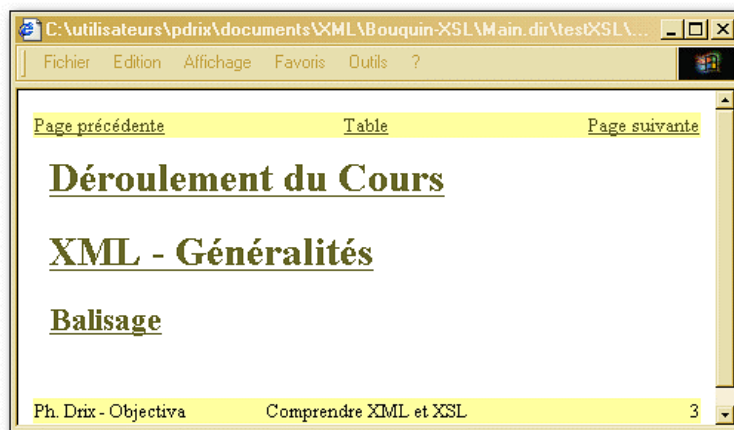 C:\utilisateurs\pdrix\documents\XML\Bouquin-XSL\Main.dir\testXSL\...
Fichier Edition Affichage Favoris Outils ?
Page précédente Table Page suivante
Déroulement du Cours
XML - Généralités
Balisage
Ph. Drix - Objectiva Comprendre XML et XSL 3